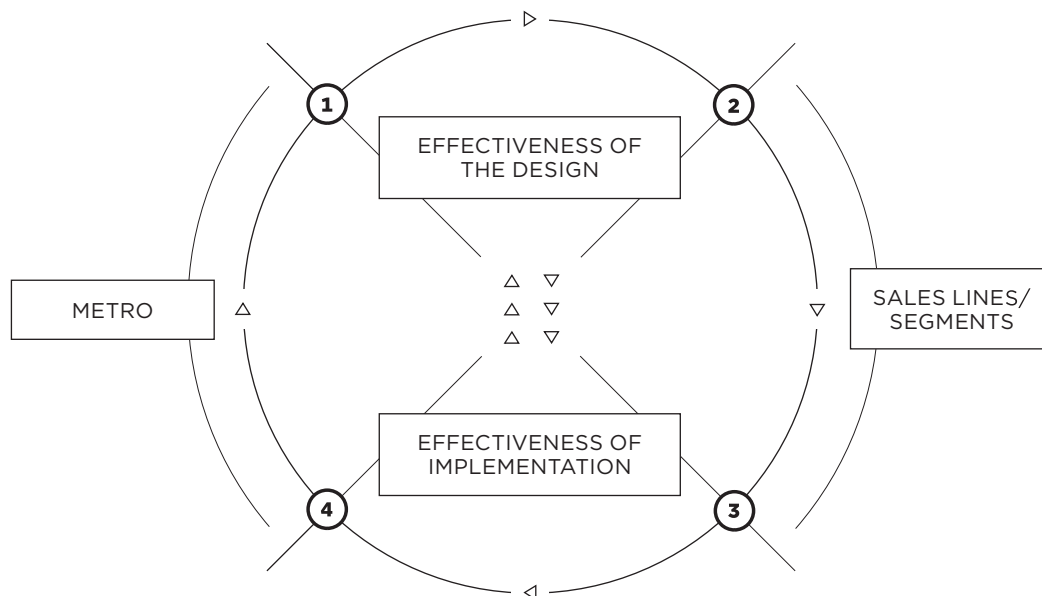 1
2
EFFECTIVENESS OF
THE DESIGN
METRO
SALES LINES/
SEGMENTS
EFFECTIVENESS OF
IMPLEMENTATION
4
3